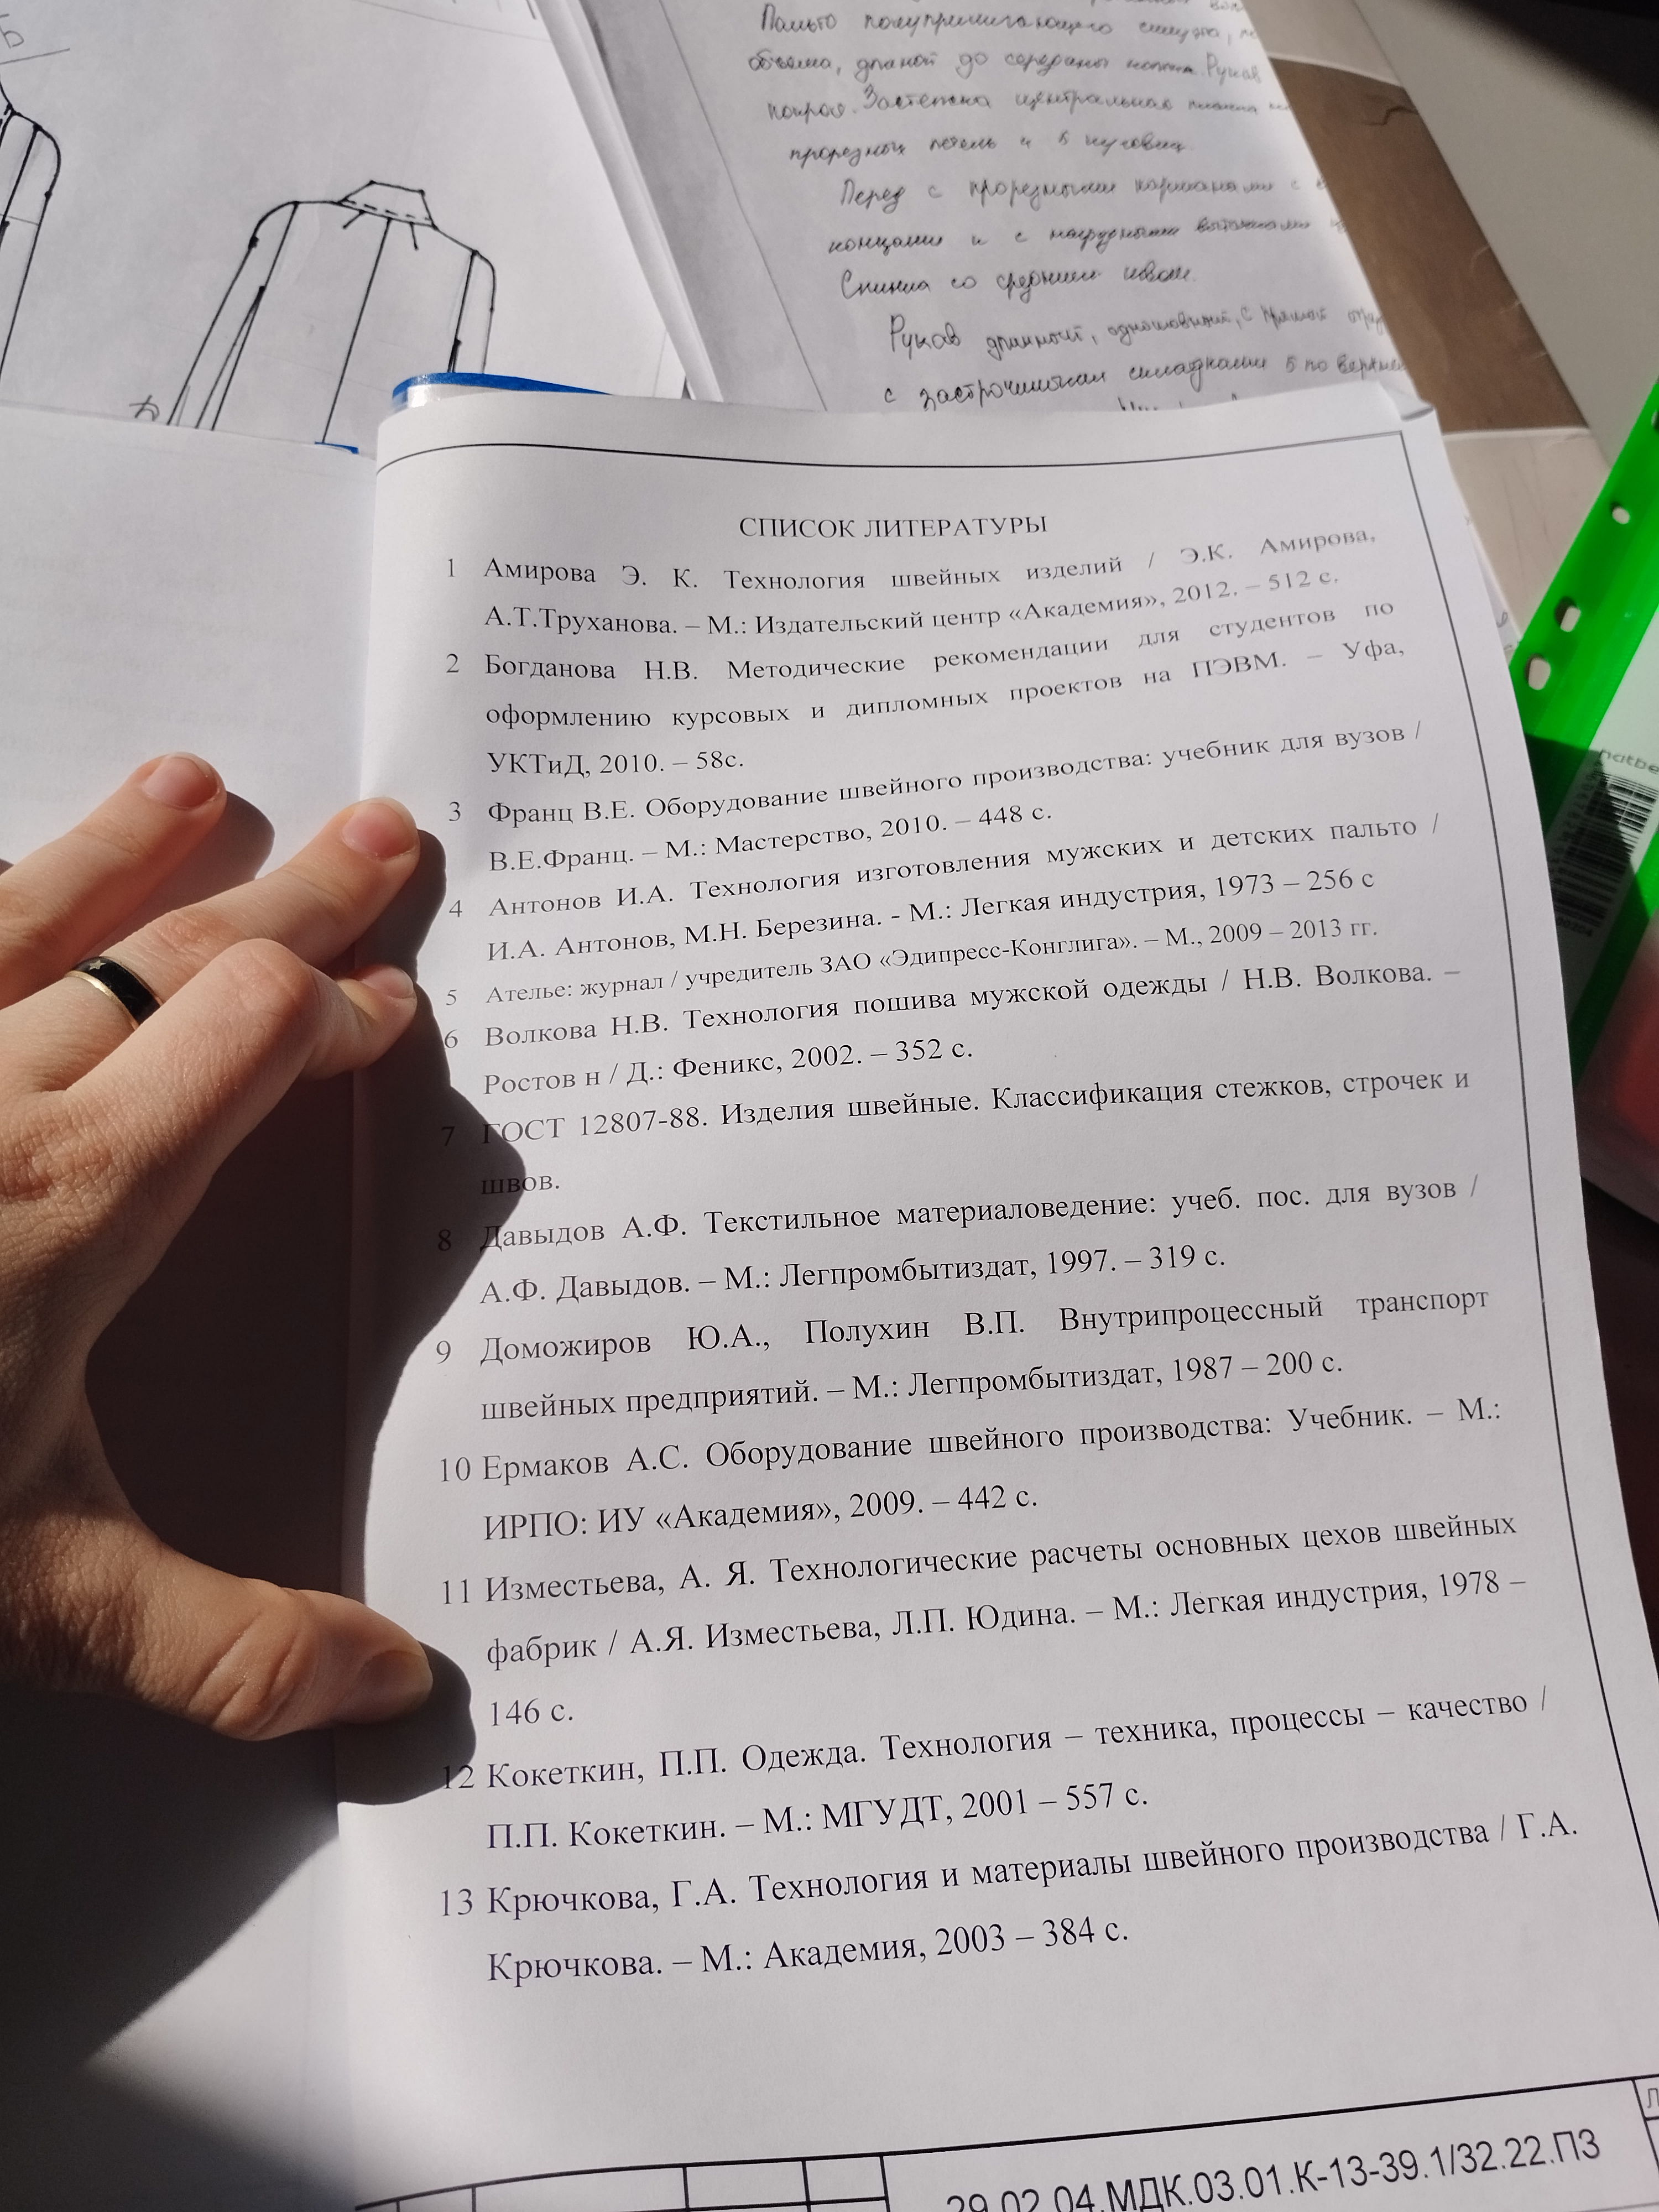 Пальто полуприлегающего силуэта,
объема, длиной до середины колена. Рукав
покроя. Застежка центральная
прорезных петель и 5 пуговиц.
Перед с прорезными карманами с
концами и с нагрудными вытачками
Спинка со средним швом.
Рукав длинный, одношовный, с прямой
с застроченными складками 5 по
СПИСОК ЛИТЕРАТУРЫ
1 Амирова Э. К. Технология швейных изделий / Э.К. Амирова,
А.Т.Труханова. – М.: Издательский центр «Академия», 2012. – 512 с.
2 Богданова Н.В. Методические рекомендации для студентов по
оформлению курсовых и дипломных проектов на ПЭВМ. – Уфа,
УКТиД, 2010. – 58с.
3 Франц В.Е. Оборудование швейного производства: учебник для вузов /
В.Е.Франц. – М.: Мастерство, 2010. – 448 с.
4 Антонов И.А. Технология изготовления мужских и детских пальто /
И.А. Антонов, М.Н. Березина. - М.: Легкая индустрия, 1973 – 256 с
5 Ателье: журнал / учредитель ЗАО «Эдипресс-Конглига». – М., 2009 – 2013 гг.
6 Волкова Н.В. Технология пошива мужской одежды / Н.В. Волкова. –
Ростов н / Д.: Феникс, 2002. – 352 с.
7 ГОСТ 12807-88. Изделия швейные. Классификация стежков, строчек и
швов.
8 Давыдов А.Ф. Текстильное материаловедение: учеб. пос. для вузов /
А.Ф. Давыдов. – М.: Легпромбытиздат, 1997. – 319 с.
9 Доможиров Ю.А., Полухин В.П. Внутрипроцессный транспорт
швейных предприятий. – М.: Легпромбытиздат, 1987 – 200 с.
10 Ермаков А.С. Оборудование швейного производства: Учебник. – М.:
ИРПО: ИУ «Академия», 2009. – 442 с.
11 Изместьева, А. Я. Технологические расчеты основных цехов швейных
фабрик / А.Я. Изместьева, Л.П. Юдина. – М.: Легкая индустрия, 1978 –
146 с.
12 Кокеткин, П.П. Одежда. Технология – техника, процессы – качество /
П.П. Кокеткин. – М.: МГУДТ, 2001 – 557 с.
13 Крючкова, Г.А. Технология и материалы швейного производства / Г.А.
Крючкова. – М.: Академия, 2003 – 384 с.
29.02.04.МДК.03.01.К-13-39.1/32.22.ПЗ